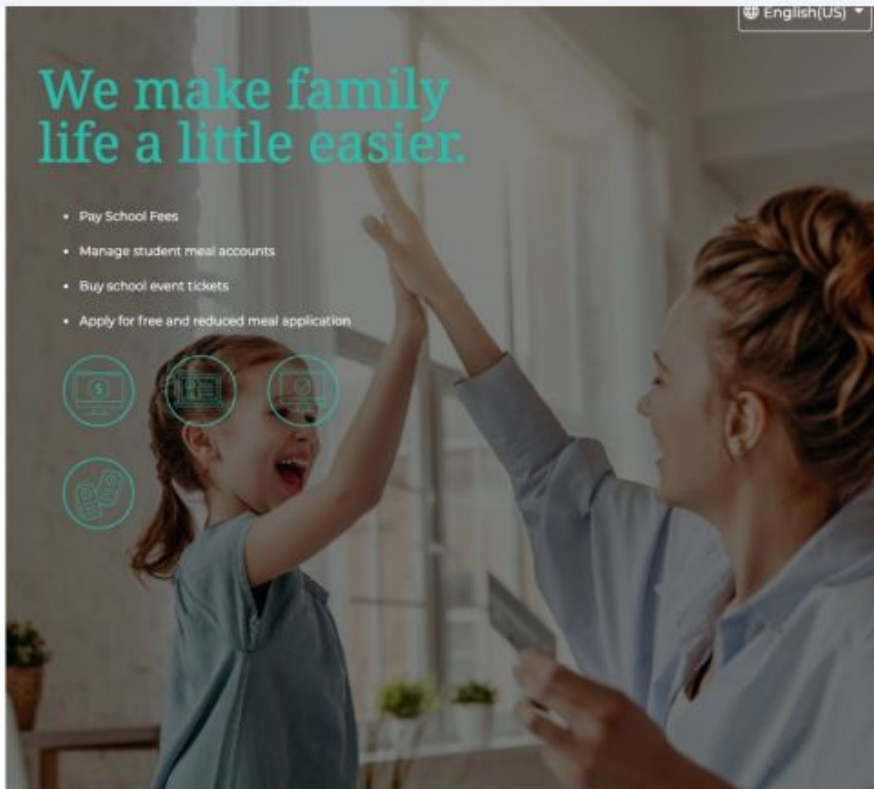 English(US)
We make family
life a little easier.
Pay School Fees
Manage student meal accounts
Buy school event tickets
Apply for free and reduced meal application